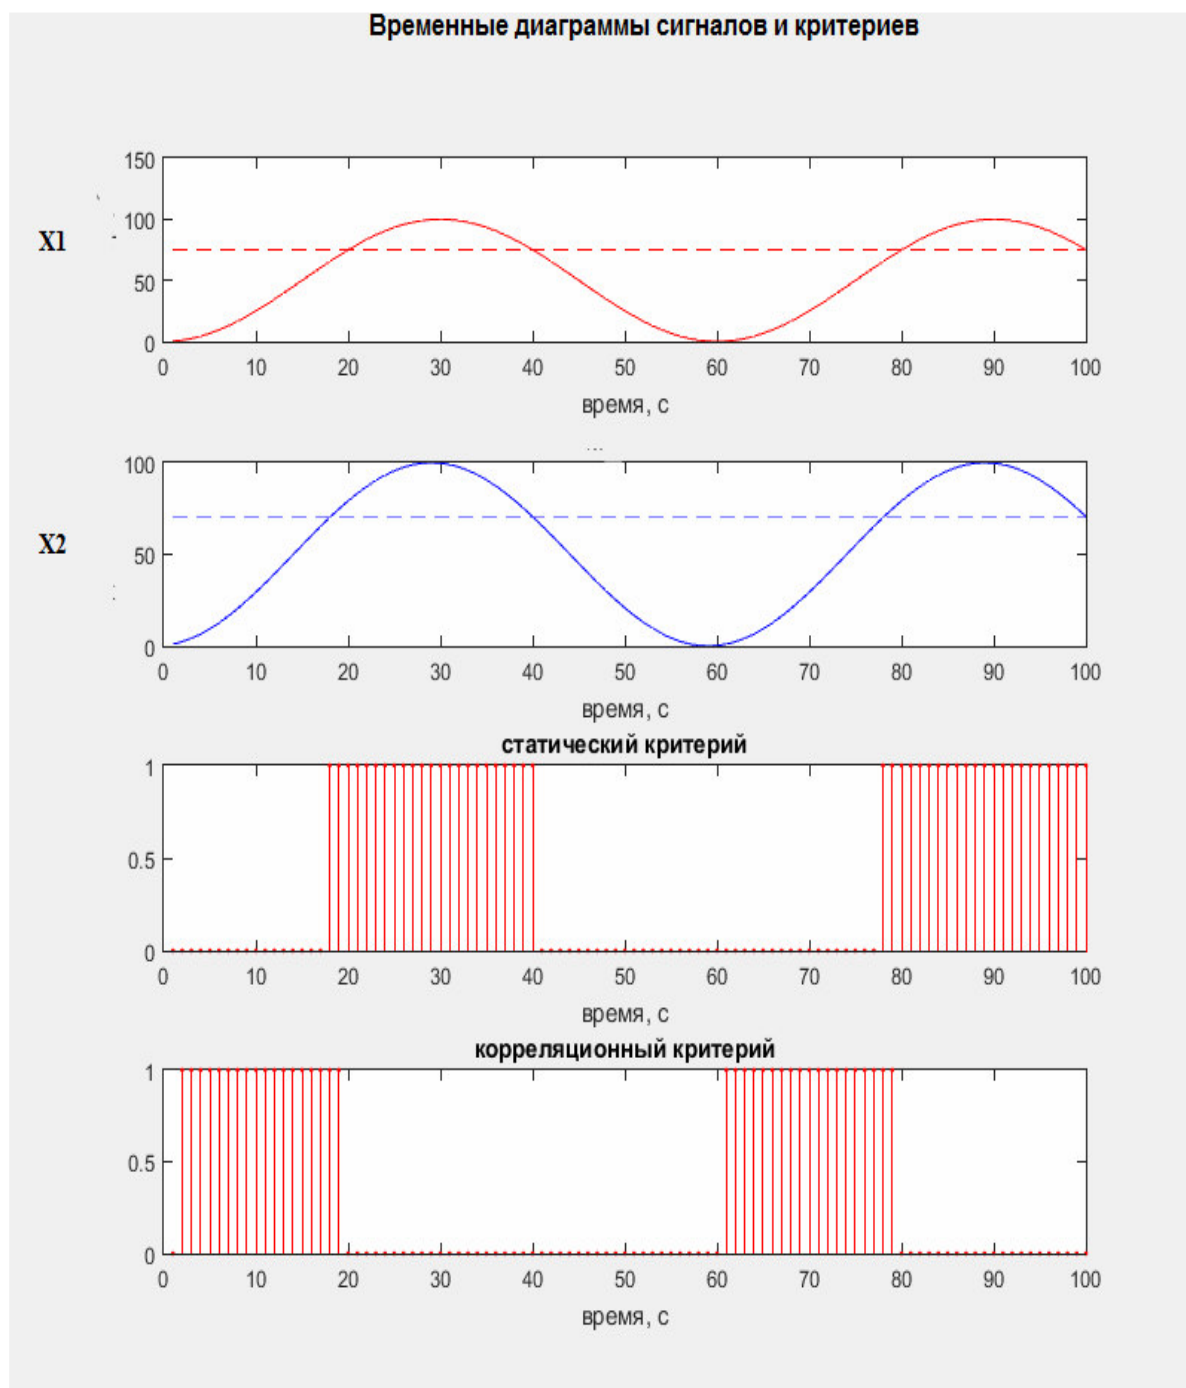 Временные диаграммы сигналов и критериев
150
100
50
0
X1
0 10 20 30 40 50 60 70 80 90 100
время, с
100
50
0
X2
0 10 20 30 40 50 60 70 80 90 100
время, с
статический критерий
1
0.5
0
0 10 20 30 40 50 60 70 80 90 100
время, с
корреляционный критерий
1
0.5
0
0 10 20 30 40 50 60 70 80 90 100
время, с